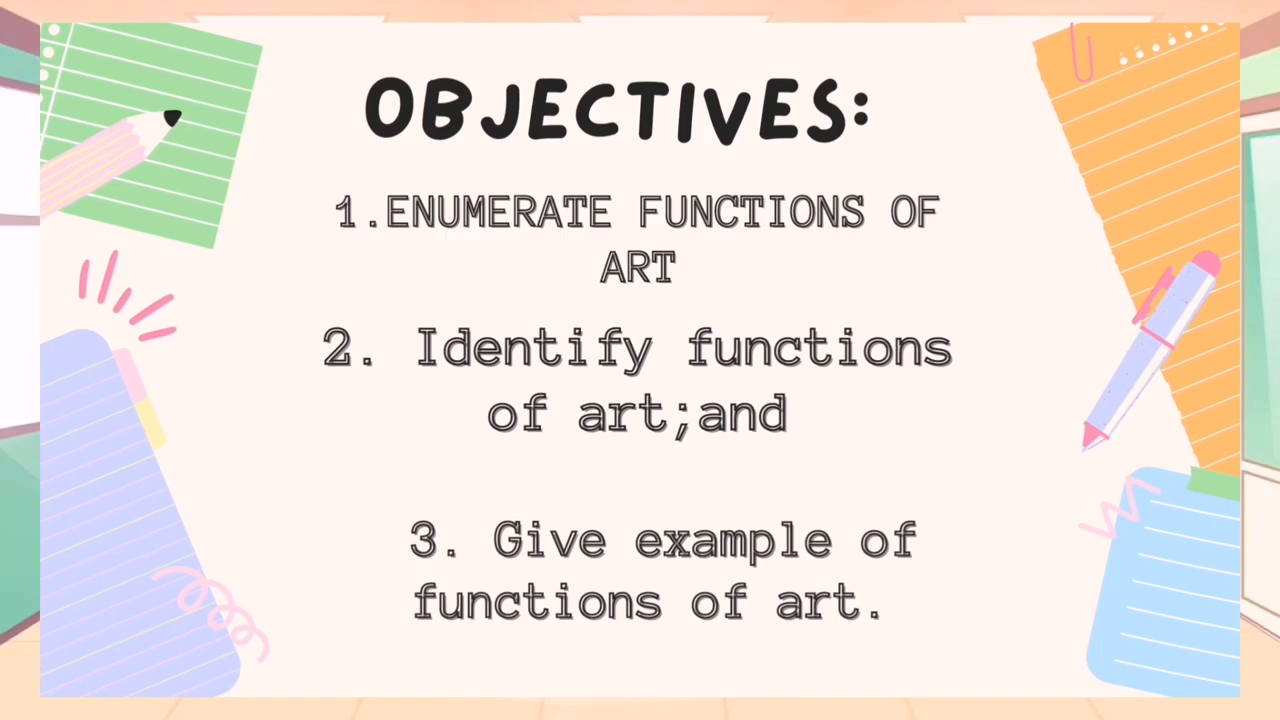 OBJECTIVES:
1.ENUMERATE FUNCTIONS OF
ART
2. Identify functions
of art;and
3. Give example of
functions of art.